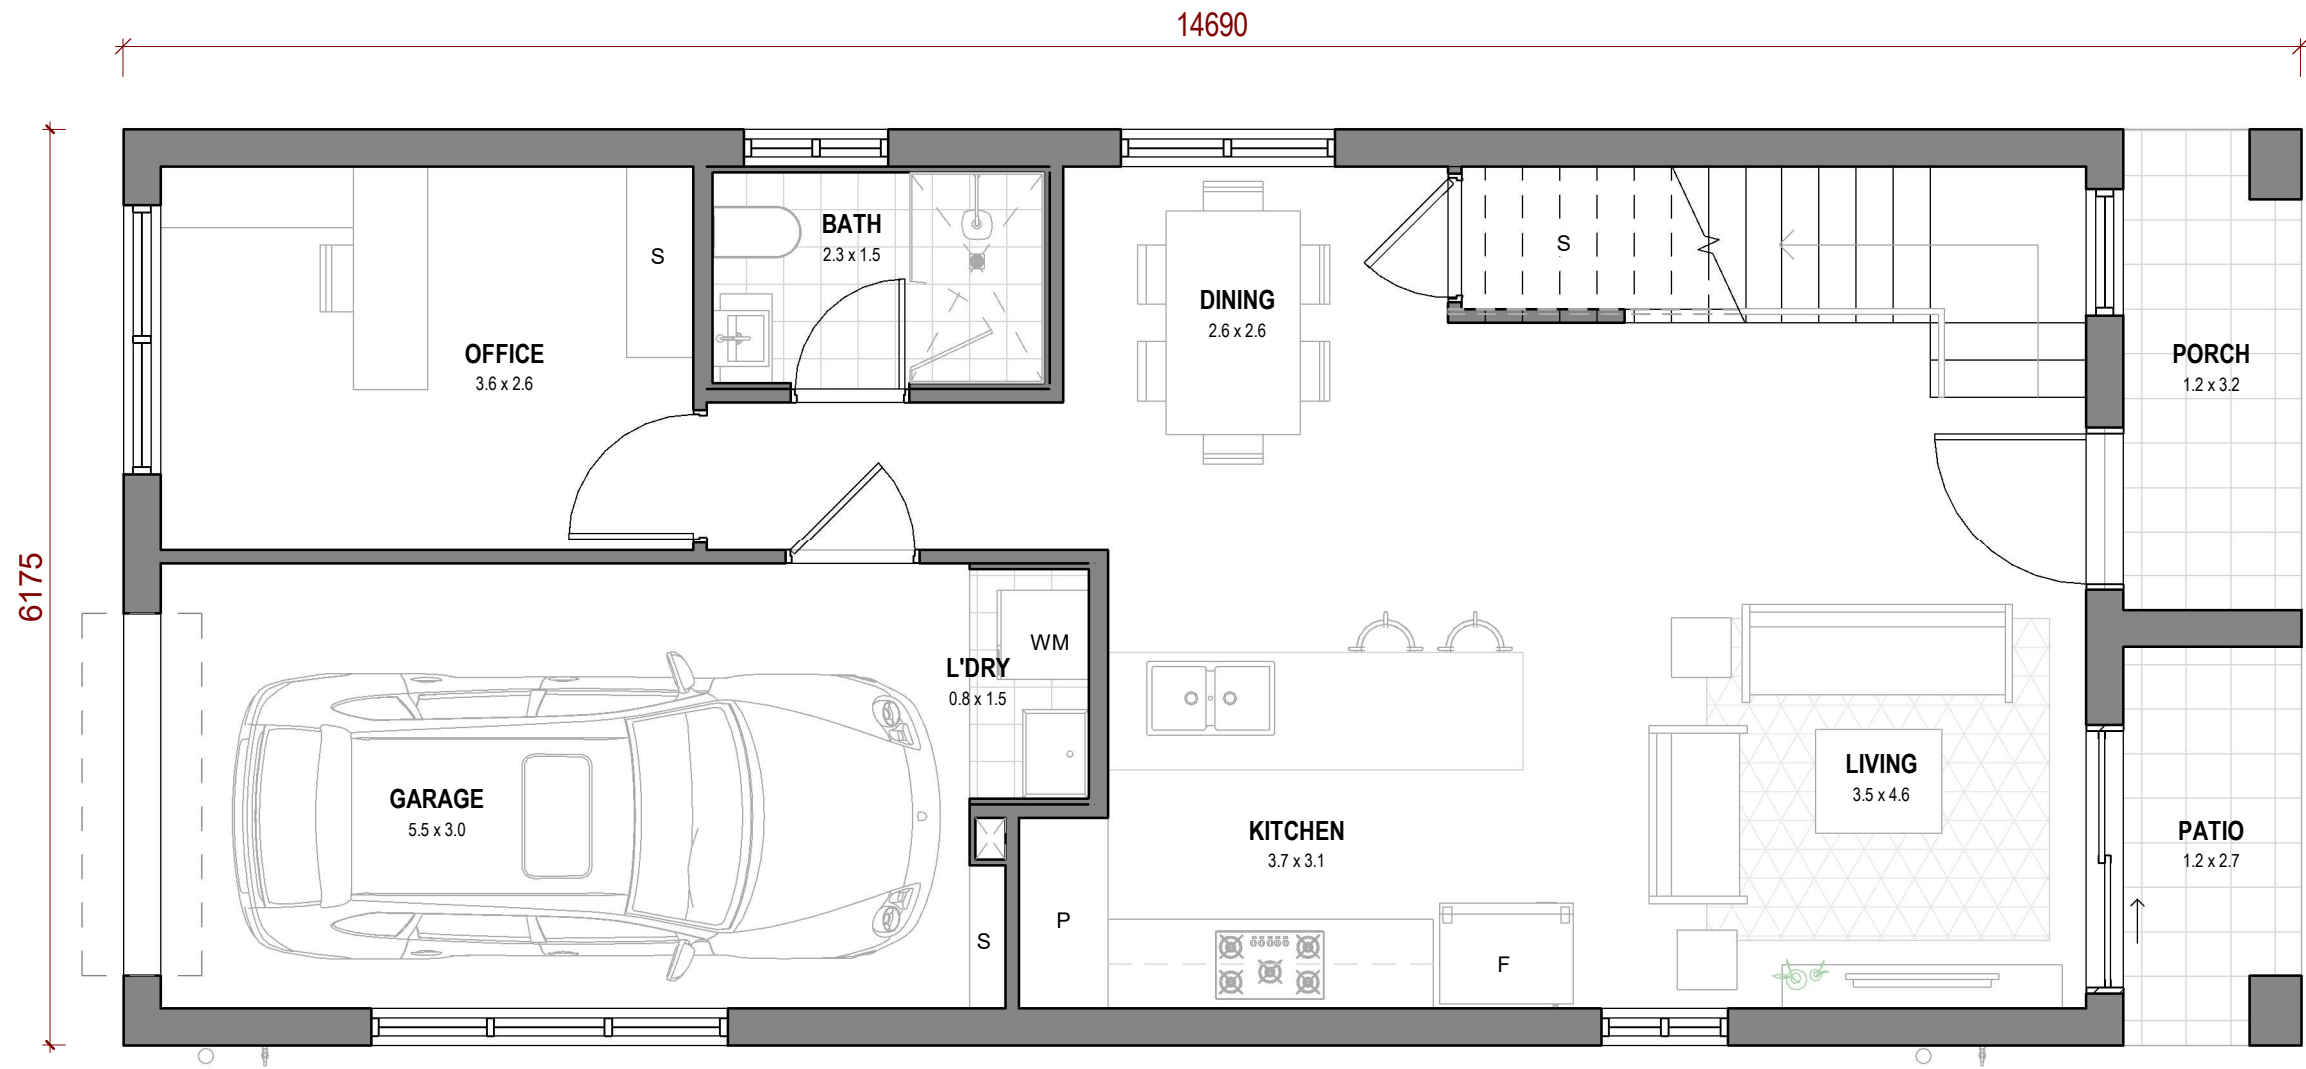 14690
6175
BATH
2.3 x 1.5
S
S
DINING
2.6 x 2.6
OFFICE
3.6 x 2.6
PORCH
1.2 x 3.2
WM
L'DRY
0.8 x 1.5
GARAGE
5.5 x 3.0
LIVING
3.5 x 4.6
KITCHEN
3.7 x 3.1
PATIO
1.2 x 2.7
S
P
F